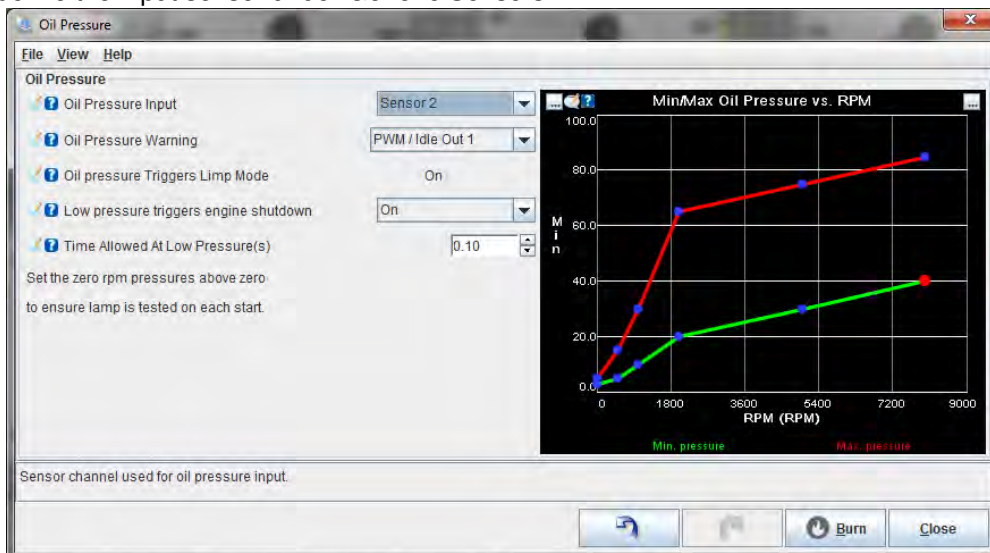 Oil Pressure
File View Help
Oil Pressure
Oil Pressure Input Sensor 2
Oil Pressure Warning PWM / Idle Out 1
Oil pressure Triggers Limp Mode On
Low pressure triggers engine shutdown On
Time Allowed At Low Pressure(s) 0.10
Set the zero rpm pressures above zero
to ensure lamp is tested on each start.
... Min/Max Oil Pressure vs. RPM ...
100.0
80.0
60.0
40.0
20.0
0.0
Min
0 1800 3600 5400 7200 9000
RPM (RPM)
Min. pressure Max. pressure
Sensor channel used for oil pressure input.
Burn Close